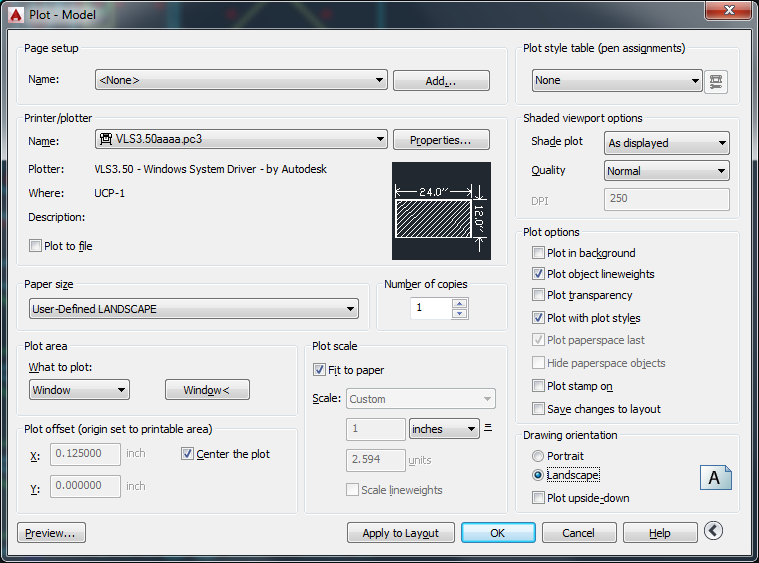 Plot - Model
Page setup
Name:
<None>
Add...
Printer/plotter
Name:
VLS3.50aaaa.pc3
Properties...
Plotter:
VLS3.50 - Windows System Driver - by Autodesk
Where:
UCP-1
Description:
24.0''
12.0''
Plot to file
Paper size
User-Defined LANDSCAPE
Number of copies
1
Plot area
What to plot:
Window
Window<
Plot scale
Fit to paper
Scale:
Custom
1
inches
=
2.594
units
Scale lineweights
Plot offset (origin set to printable area)
X:
0.125000
inch
Center the plot
Y:
0.000000
inch
Plot style table (pen assignments)
None
Shaded viewport options
Shade plot
As displayed
Quality
Normal
DPI
250
Plot options
Plot in background
Plot object lineweights
Plot transparency
Plot with plot styles
Plot paperspace last
Hide paperspace objects
Plot stamp on
Save changes to layout
Drawing orientation
Portrait
Landscape
Plot upside-down
A
Preview...
Apply to Layout
OK
Cancel
Help